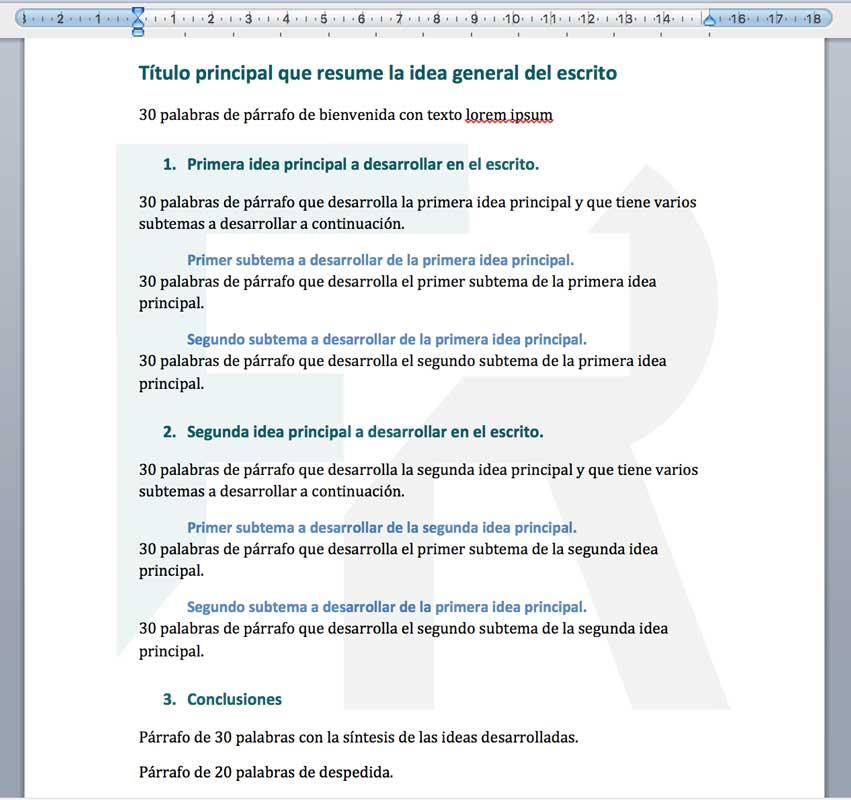 3 2 1 1 2 3 4 5 6 7 8 9 10 11 12 13 14 16 17 18
Título principal que resume la idea general del escrito
30 palabras de párrafo de bienvenida con texto lorem ipsum
1. Primera idea principal a desarrollar en el escrito.
30 palabras de párrafo que desarrolla la primera idea principal y que tiene varios
subtemas a desarrollar a continuación.
Primer subtema a desarrollar de la primera idea principal.
30 palabras de párrafo que desarrolla el primer subtema de la primera idea
principal.
Segundo subtema a desarrollar de la primera idea principal.
30 palabras de párrafo que desarrolla el segundo subtema de la primera idea
principal.
2. Segunda idea principal a desarrollar en el escrito.
30 palabras de párrafo que desarrolla la segunda idea principal y que tiene varios
subtemas a desarrollar a continuación.
Primer subtema a desarrollar de la segunda idea principal.
30 palabras de párrafo que desarrolla el primer subtema de la segunda idea
principal.
Segundo subtema a desarrollar de la primera idea principal.
30 palabras de párrafo que desarrolla el segundo subtema de la segunda idea
principal.
3. Conclusiones
Párrafo de 30 palabras con la síntesis de las ideas desarrolladas.
Párrafo de 20 palabras de despedida.